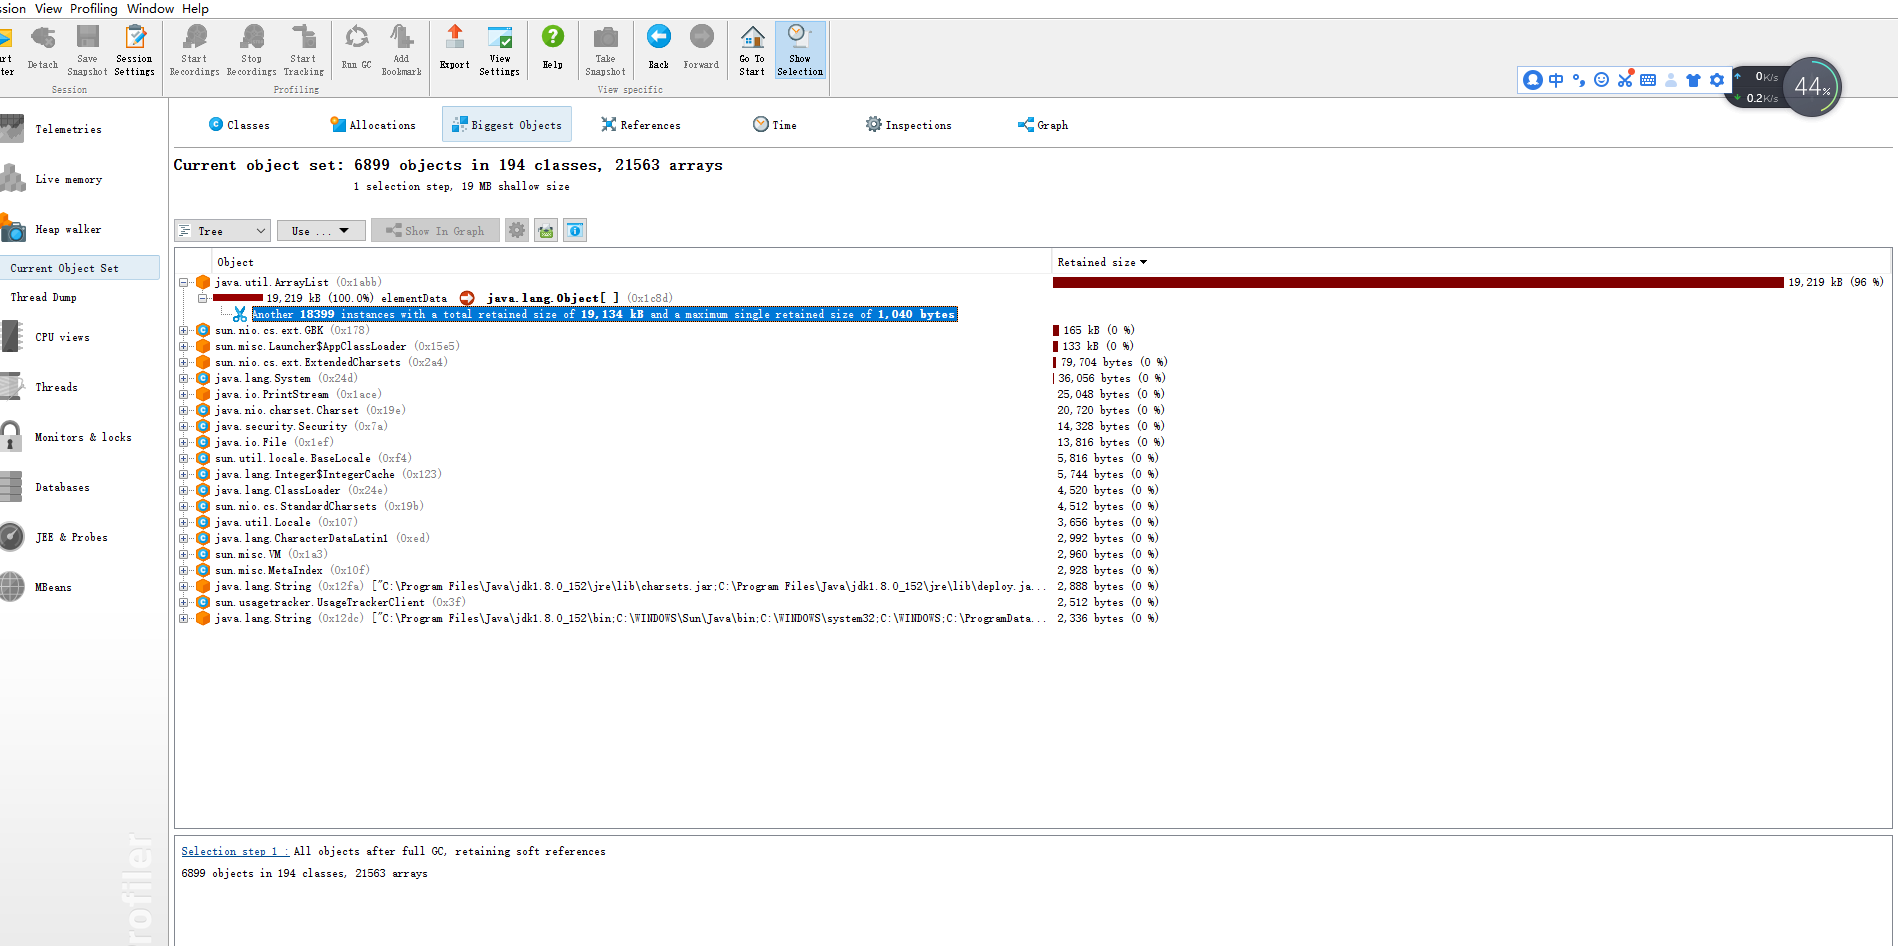 ssion View Profiling Window Help
Detach
Save Snapshot
Session Settings
Start Recordings
Stop Recordings
Start Tracking
Run GC
Add Bookmark
Export
View Settings
Help
Take Snapshot
Back
Forward
Go To Start
Show Selection
Session
Profiling
View specific
中
0K/s
0.2K/s
44%
Telemetries
Live memory
Heap walker
Current Object Set
Thread Dump
CPU views
Threads
Monitors & locks
Databases
JEE & Probes
MBeans
rofiler
Classes Allocations Biggest Objects References Time Inspections Graph
Current object set: 6899 objects in 194 classes, 21563 arrays
1 selection step, 19 MB shallow size
Tree Use ... Show In Graph
Object Retained size
java.util.ArrayList (0x1abb) 19,219 kB (96 %)
19,219 kB (100.0%) elementData java.lang.Object[ ] (0x1c8d)
Another 18399 instances with a total retained size of 19,134 kB and a maximum single retained size of 1,040 bytes
sun.nio.cs.ext.GBK (0x178) 165 kB (0 %)
sun.misc.Launcher$AppClassLoader (0x15e5) 133 kB (0 %)
sun.nio.cs.ext.ExtendedCharsets (0x2a4) 79,704 bytes (0 %)
java.lang.System (0x24d) 36,056 bytes (0 %)
java.io.PrintStream (0x1ace) 25,048 bytes (0 %)
java.nio.charset.Charset (0x19e) 20,720 bytes (0 %)
java.security.Security (0x7a) 14,328 bytes (0 %)
java.io.File (0x1ef) 13,816 bytes (0 %)
sun.util.locale.BaseLocale (0xf4) 5,816 bytes (0 %)
java.lang.Integer$IntegerCache (0x123) 5,744 bytes (0 %)
java.lang.ClassLoader (0x24e) 4,520 bytes (0 %)
sun.nio.cs.StandardCharsets (0x19b) 4,512 bytes (0 %)
java.util.Locale (0x107) 3,656 bytes (0 %)
java.lang.CharacterDataLatin1 (0xed) 2,992 bytes (0 %)
sun.misc.VM (0x1a3) 2,960 bytes (0 %)
sun.misc.MetaIndex (0x10f) 2,928 bytes (0 %)
java.lang.String (0x12fa) ["C:\Program Files\Java\jdk1.8.0_152\jre\lib\charsets.jar;C:\Program Files\Java\jdk1.8.0_152\jre\lib\deploy.ja... 2,888 bytes (0 %)
sun.usagetracker.UsageTrackerClient (0x3f) 2,512 bytes (0 %)
java.lang.String (0x12dc) ["C:\Program Files\Java\jdk1.8.0_152\bin;C:\WINDOWS\Sun\Java\bin;C:\WINDOWS\system32;C:\WINDOWS;C:\ProgramData... 2,336 bytes (0 %)
Selection step 1 : All objects after full GC, retaining soft references
6899 objects in 194 classes, 21563 arrays